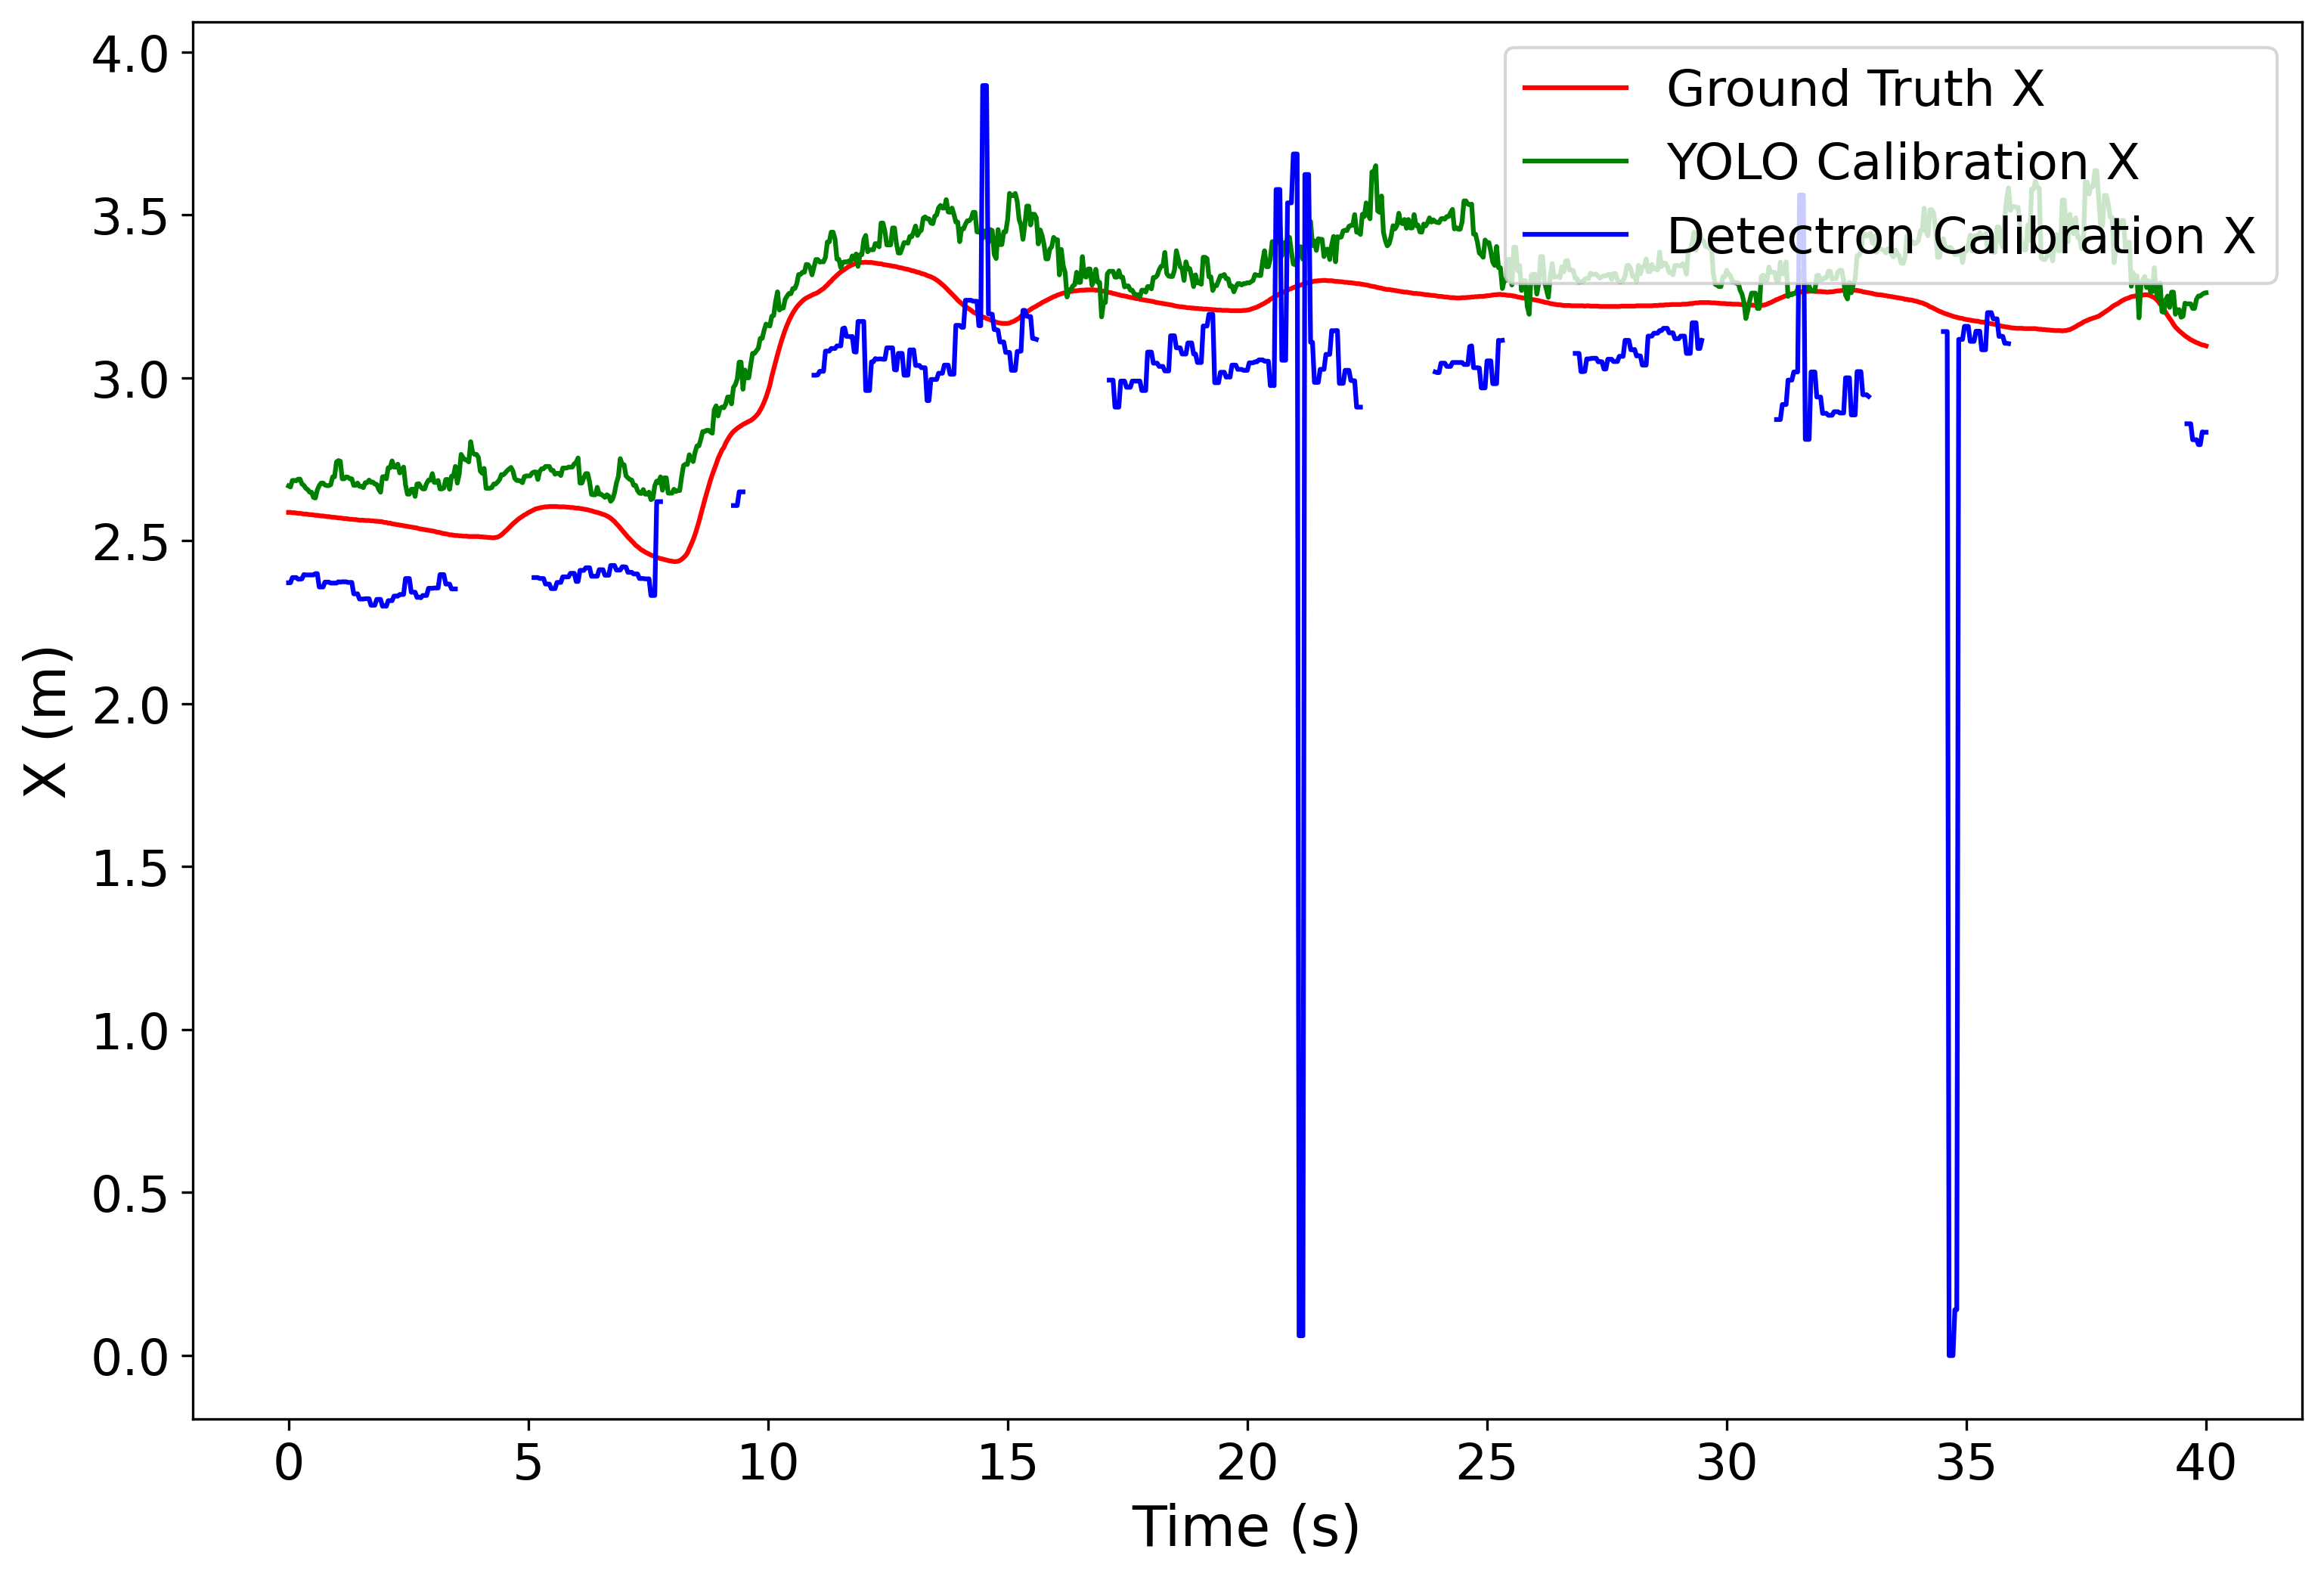 4.0
3.5
3.0
2.5
2.0
1.5
1.0
0.5
0.0
X (m)
Ground Truth X
YOLO Calibration X
Detectron Calibration X
0 5 10 15 20 25 30 35 40
Time (s)